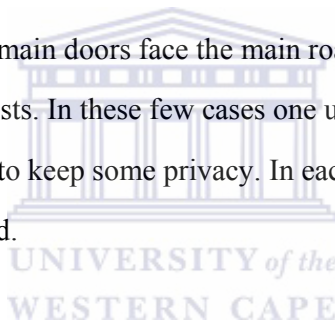 main doors face the main roa
sts. In these few cases one u
to keep some privacy. In eac
d.
UNIVERSITY of the
WESTERN CAPE